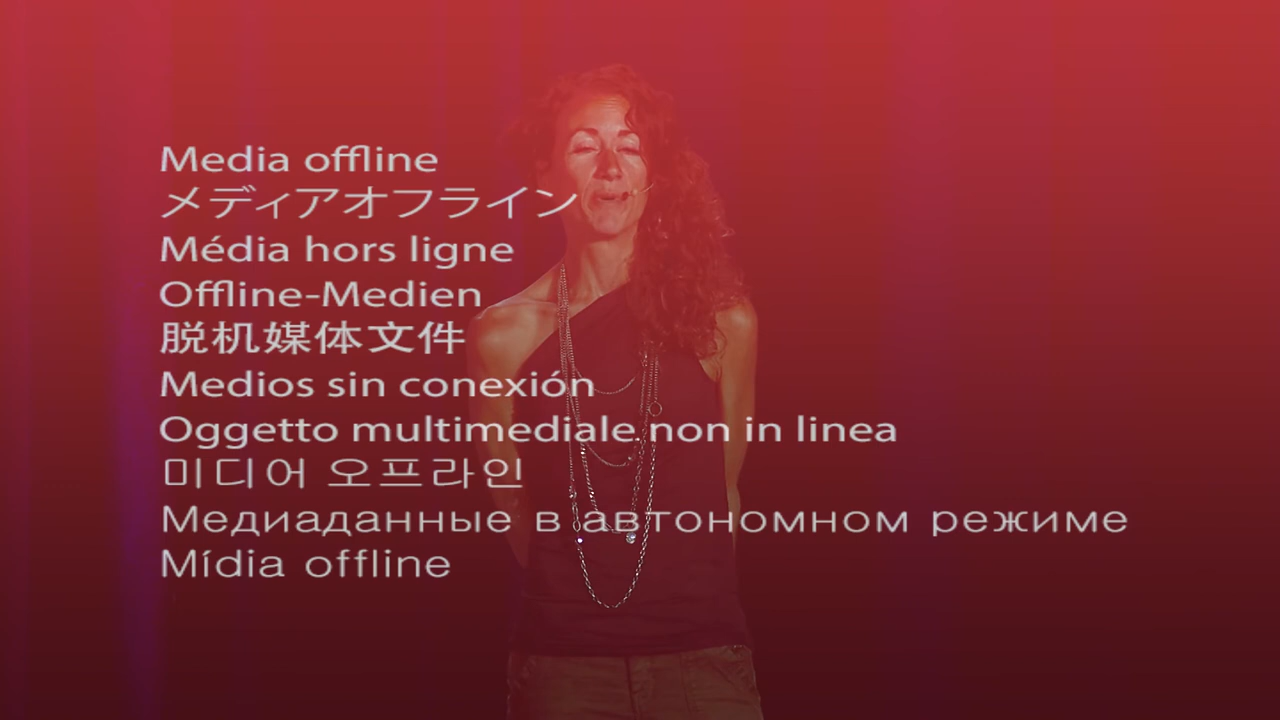 Media offline
メディアオフライン
Média hors ligne
Offline-Medien
脱机媒体文件
Medios sin conexión
Oggetto multimediale non in linea
미디어 오프라인
Медиаданные в автономном режиме
Mídia offline